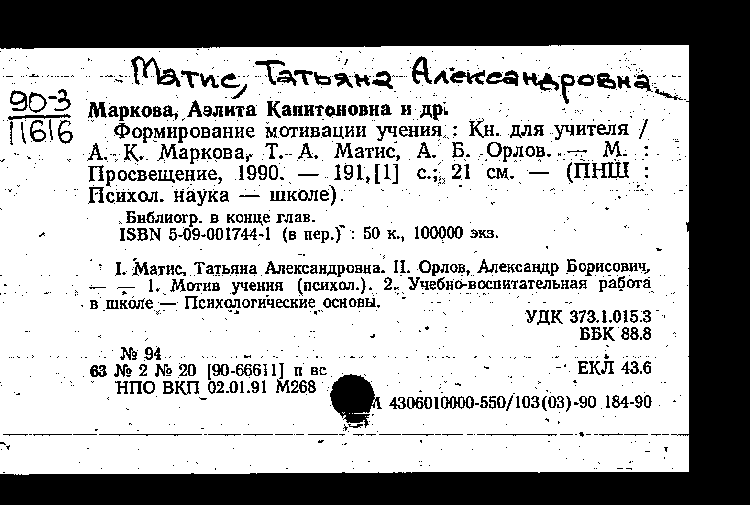 Матис, Татьяна Александровна
90-3
11616
Маркова, Аэлита Капитоновна и др.
Формирование мотивации учения : Кн. для учителя /
А. К. Маркова, Т. А. Матис, А. Б. Орлов. — М. :
Просвещение, 1990. — 191,[1] с.; 21 см. — (ПНШ :
Психол. наука — школе).
Библиогр. в конце глав.
ISBN 5-09-001744-1 (в пер.) : 50 к., 100000 экз.
I. Матис, Татьяна Александровна. II. Орлов, Александр Борисович.
— — 1. Мотив учения (психол.). 2. Учебно-воспитательная работа
в школе — Психологические основы.
УДК 373.1.015.3
ББК 88.8
№ 94
63 № 2 № 20 [90-66611] п вс
ЕКЛ 43.6
НПО ВКП 02.01.91 М268
4306010000-550/103(03)-90 184-90